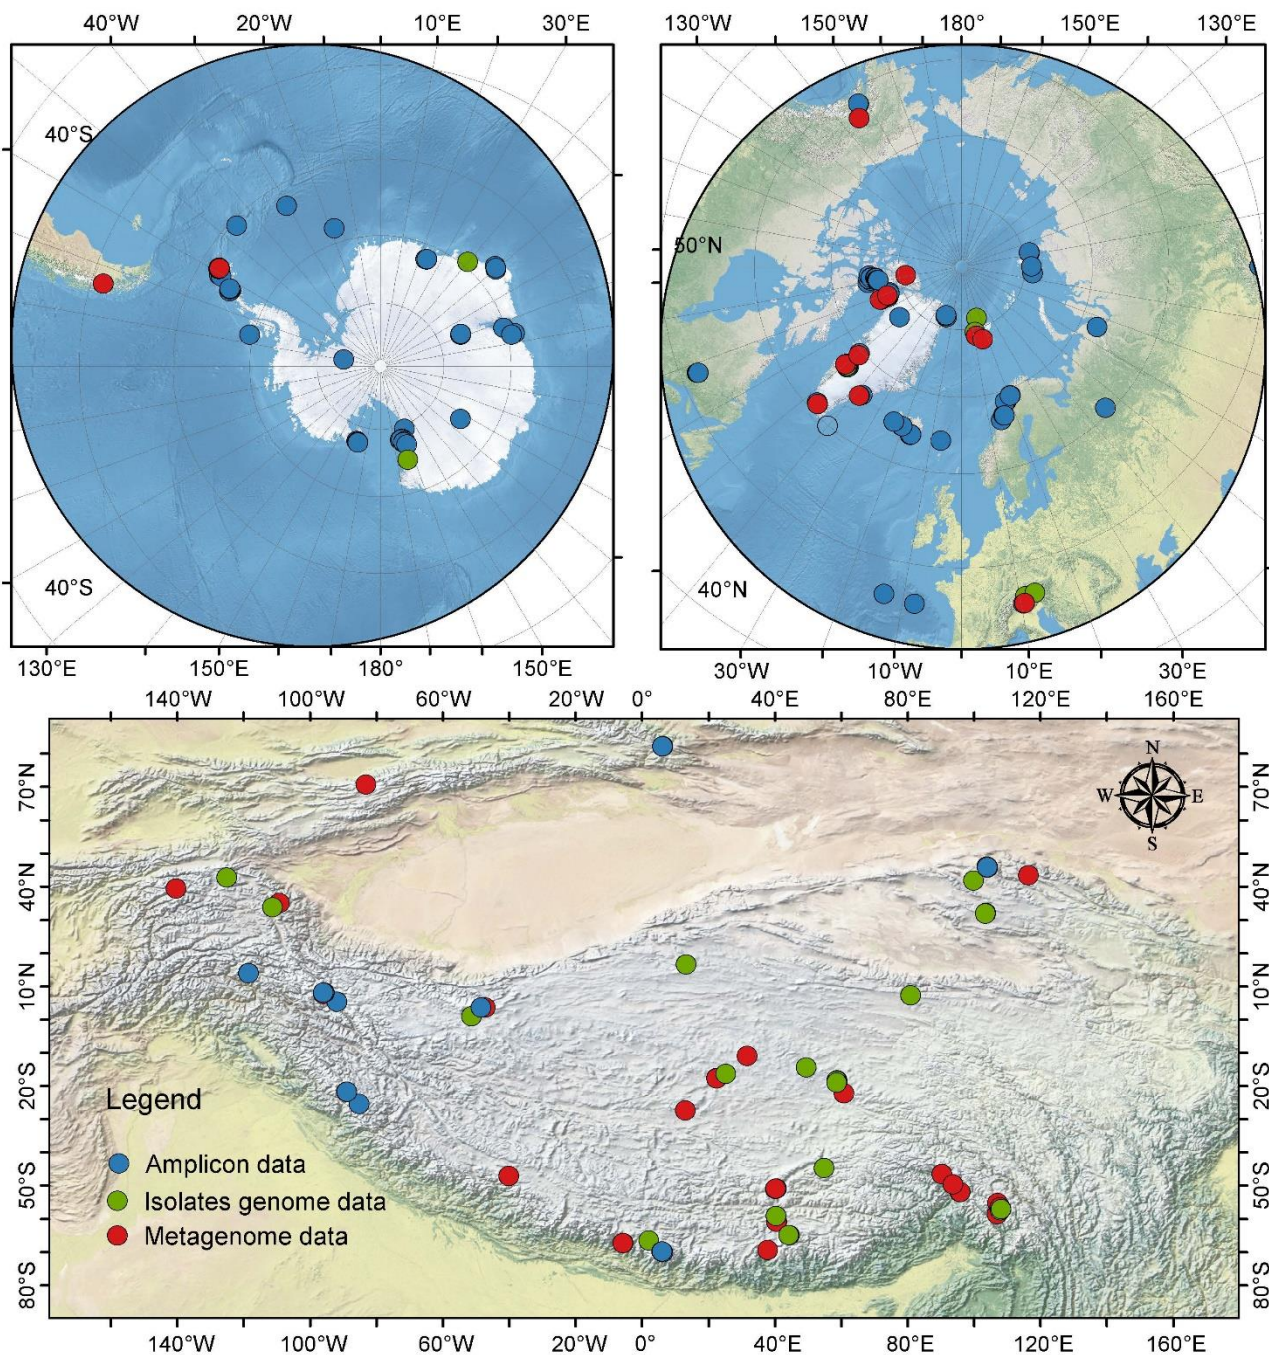 40°W 20°W 10°E 30°E
130°W 150°W 180° 150°E 130°E
40°S
50°N
40°S
40°N
130°E 150°E 180° 150°E
30°W 10°W 10°E 30°E
140°W 100°W 60°W 20°W 0° 40°E 80°E 120°E 160°E
70°N 70°N
40°N 40°N
10°N 10°N
20°S 20°S
50°S 50°S
80°S 80°S
N
W E
S
Legend
Amplicon data
Isolates genome data
Metagenome data
140°W 100°W 60°W 20°W 0° 40°E 80°E 120°E 160°E